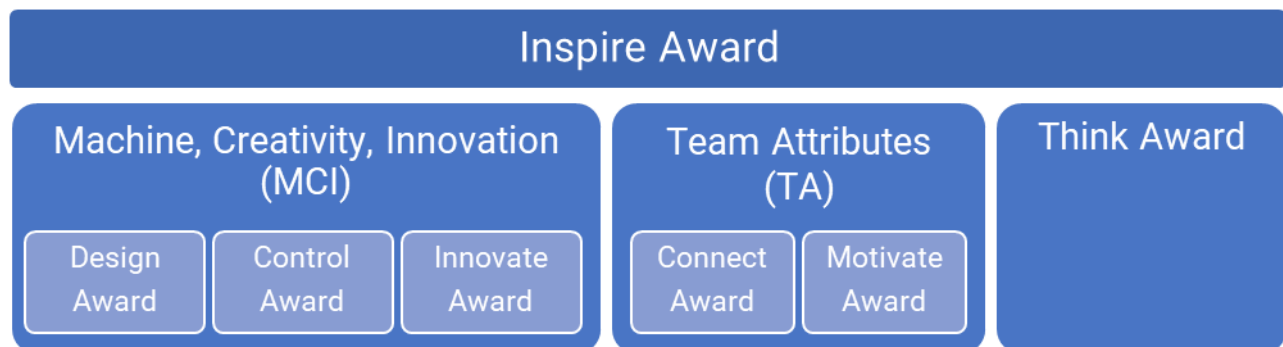 Inspire Award
Machine, Creativity, Innovation
(MCI)
Design
Award
Control
Award
Innovate
Award
Team Attributes
(TA)
Connect
Award
Motivate
Award
Think Award